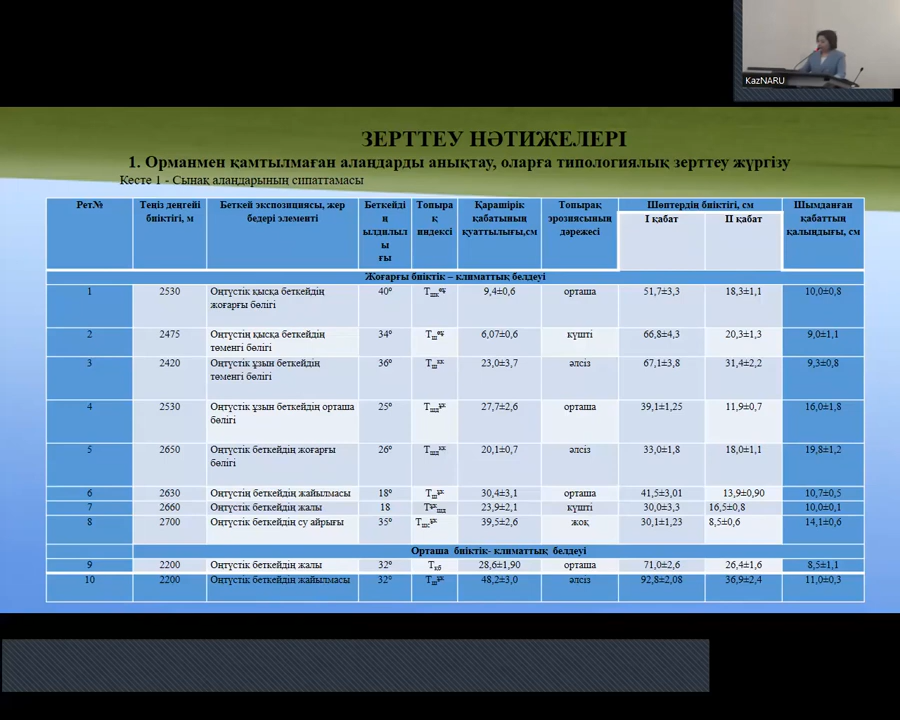 KazNARU
ЗЕРТТЕУ НӘТИЖЕЛЕРІ
1. Орманмен қамтылмаған алаңдарды анықтау, оларға типологиялық зерттеу жүргізу
Кесте 1 - Сынақ алаңдарының сипаттамасы
Рет.№ Теңіз деңгейі биіктігі, м Беткей экспозициясы, жер бедері элементі Беткейдің ылдилылығы Топырақ индексі Қарашірік қабатының қуаттылығы,см Топырақ эрозиясының дәрежесі Шөптердің биіктігі, см Шымданған қабаттың қалыңдығы, см
I қабат II қабат
Жоғарғы биіктік – климаттық белдеуі
1 2530 Оңтүстік қысқа беткейдің жоғарғы бөлігі 40° 9,4±0,6 орташа 51,7±3,3 18,3±1,1 10,0±0,8
2 2475 Оңтүстің қысқа беткейдің төменгі бөлігі 34° 6,07±0,6 күшті 66,8±4,3 20,3±1,3 9,0±1,1
3 2420 Оңтүстік ұзын беткейдің төменгі бөлігі 36° 23,0±3,7 әлсіз 67,1±3,8 31,4±2,2 9,3±0,8
4 2530 Оңтүстік ұзын беткейдің орташа бөлігі 25° 27,7±2,6 орташа 39,1±1,25 11,9±0,7 16,0±1,8
5 2650 Оңтүстік беткейдің жоғарғы бөлігі 26° 20,1±0,7 әлсіз 33,0±1,8 18,0±1,1 19,8±1,2
6 2630 Оңтүстің беткейдің жайылмасы 18° 30,4±3,1 орташа 41,5±3,01 13,9±0,90 10,7±0,5
7 2660 Оңтүстік беткейдің жалы 18 23,9±2,1 күшті 30,0±3,3 16,5±0,8 10,0±0,1
8 2700 Оңтүстік беткейдің су айрығы 35° 39,5±2,6 жоқ 30,1±1,23 8,5±0,6 14,1±0,6
Орташа биіктік- климаттық белдеуі
9 2200 Оңтүстік беткейдің жалы 32° 28,6±1,90 орташа 71,0±2,6 26,4±1,6 8,5±1,1
10 2200 Оңтүстік беткейдің жайылмасы 32° 48,2±3,0 әлсіз 92,8±2,08 36,9±2,4 11,0±0,3